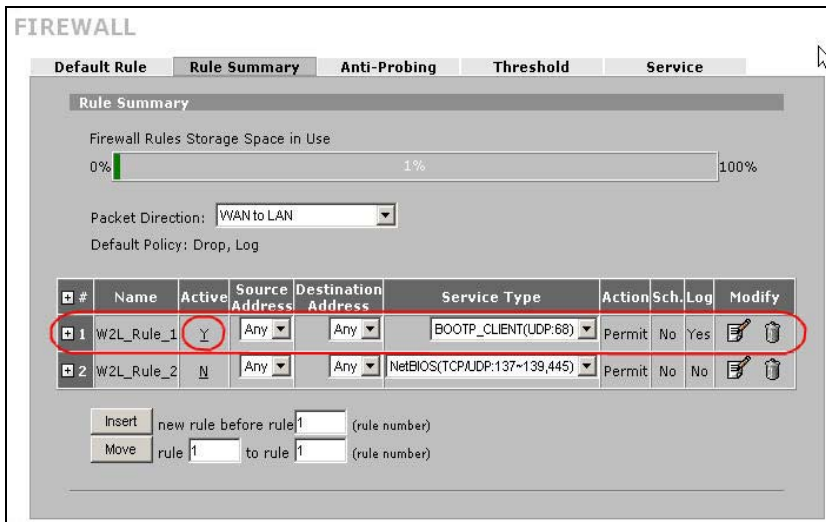 FIREWALL
Default Rule Rule Summary Anti-Probing Threshold Service
Rule Summary
Firewall Rules Storage Space in Use
0% 1% 100%
Packet Direction: WAN to LAN
Default Policy: Drop, Log
# Name Active Source Address Destination Address Service Type Action Sch. Log Modify
1 W2L_Rule_1 Y Any Any BOOTP_CLIENT(UDP:68) Permit No Yes
2 W2L_Rule_2 N Any Any NetBIOS(TCP/UDP:137~139,445) Permit No No
Insert new rule before rule 1 (rule number)
Move rule 1 to rule 1 (rule number)